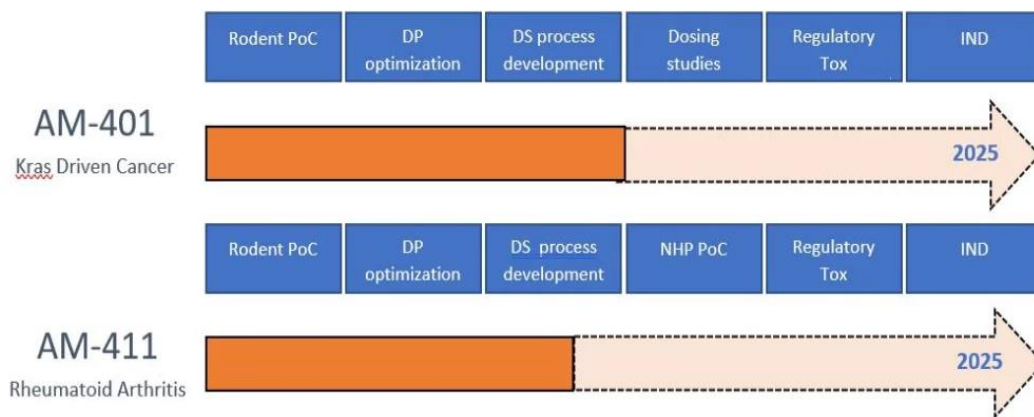 Rodent PoC
DP
optimization
DS process
development
Dosing
studies
Regulatory
Tox
IND
AM-401
Kras Driven Cancer
2025
Rodent PoC
DP
optimization
DS process
development
NHP PoC
Regulatory
Tox
IND
AM-411
Rheumatoid Arthritis
2025